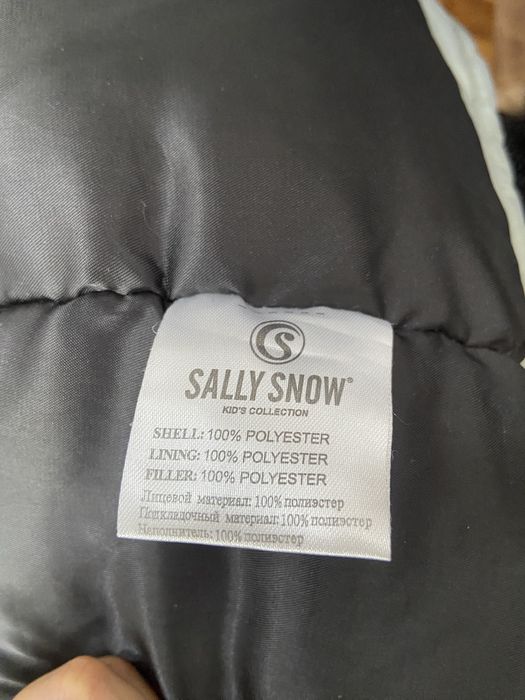 SALLY SNOW®
KID'S COLLECTION
SHELL: 100% POLYESTER
LINING: 100% POLYESTER
FILLER: 100% POLYESTER
Лицевой материал: 100% полиэстер
Подкладочный материал: 100% полиэстер
Наполнитель: 100% полиэстер